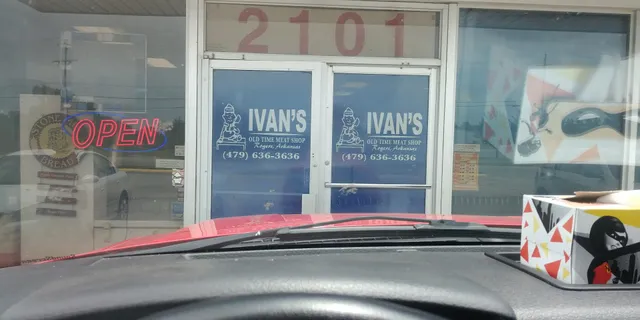 2101
OPEN
IVAN'S
OLD TIME MEAT SHOP
Rogers, Arkansas
(479) 636-3636
IVAN'S
OLD TIME MEAT SHOP
Rogers, Arkansas
(479) 636-3636